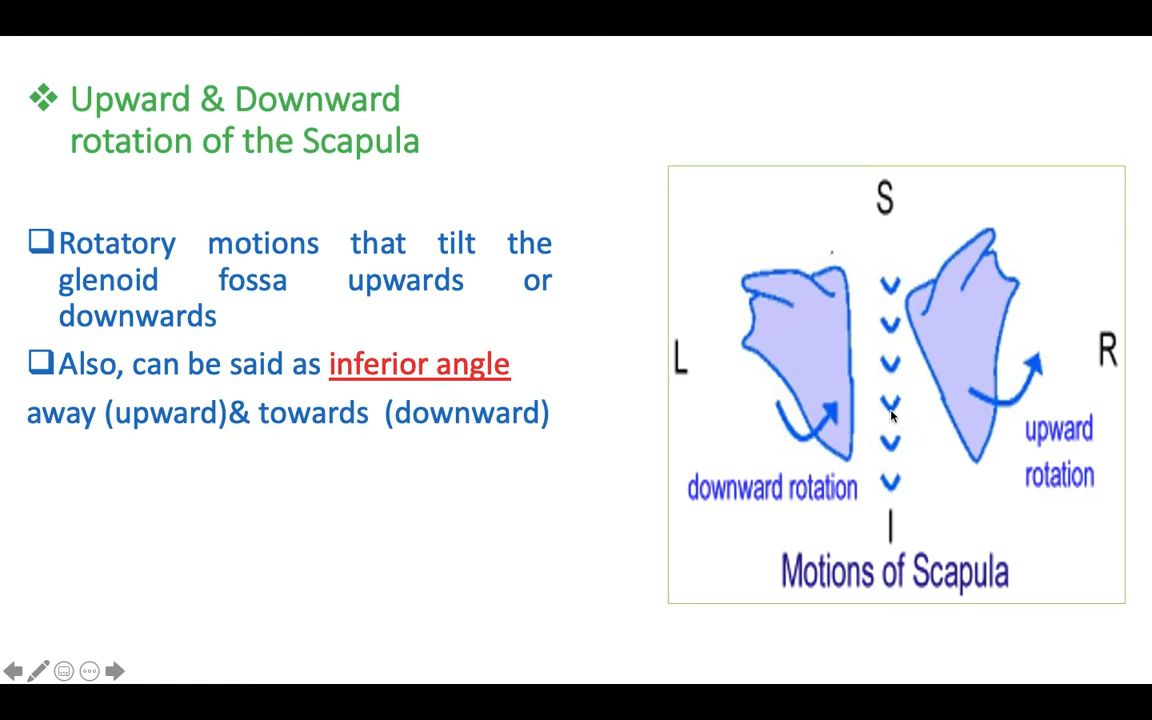 Upward & Downward
rotation of the Scapula
Rotatory motions that tilt the
glenoid fossa upwards or
downwards
Also, can be said as inferior angle
away (upward)& towards (downward)
S
L
R
upward
rotation
downward rotation
I
Motions of Scapula